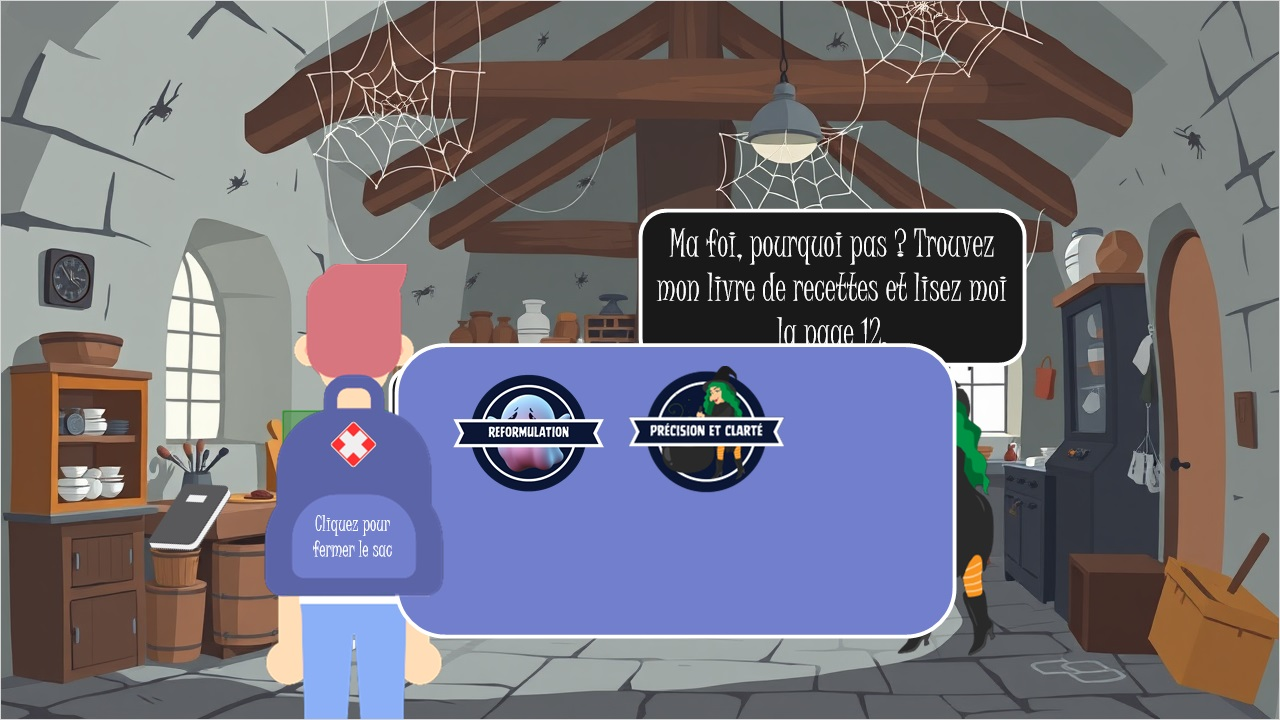 Ma foi, pourquoi pas ? Trouvez
mon livre de recettes et lisez moi
la page 12.
REFORMULATION
PRÉCISION ET CLARTÉ
Cliquez pour
fermer le sac